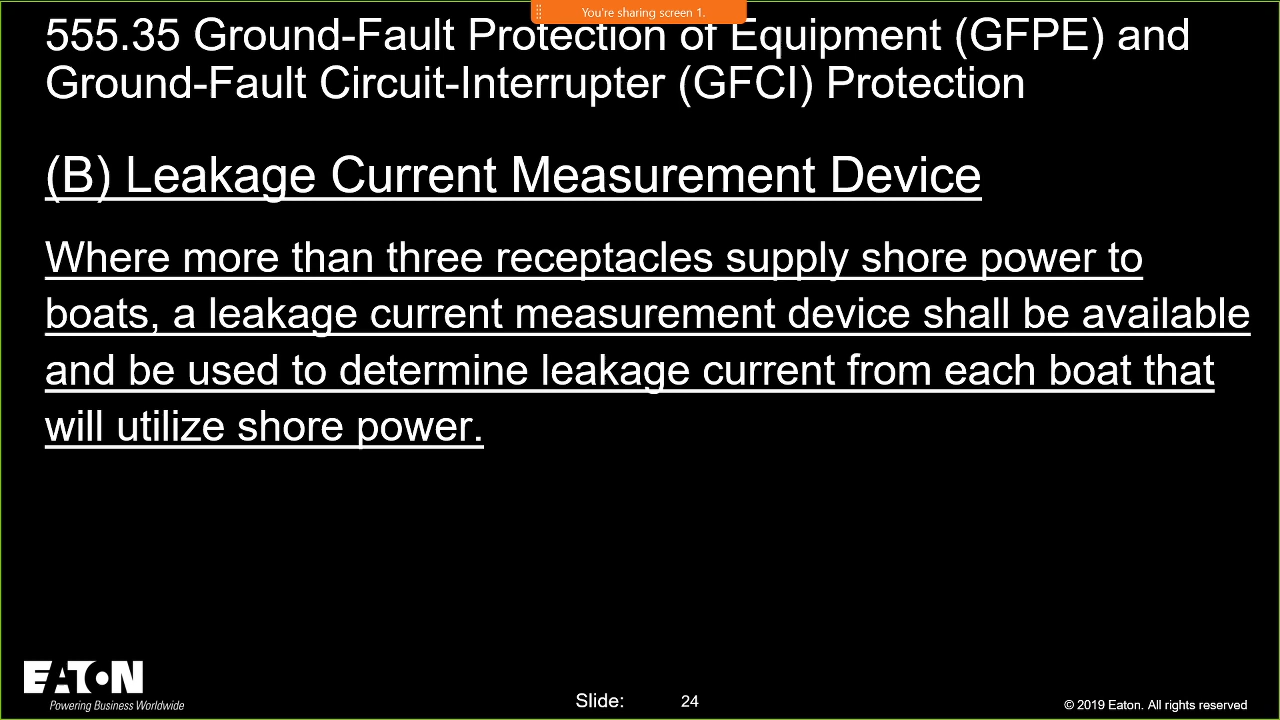 You're sharing screen 1.
555.35 Ground-Fault Protection of Equipment (GFPE) and
Ground-Fault Circuit-Interrupter (GFCI) Protection
(B) Leakage Current Measurement Device
Where more than three receptacles supply shore power to
boats, a leakage current measurement device shall be available
and be used to determine leakage current from each boat that
will utilize shore power.
EATON
Powering Business Worldwide
Slide: 24
© 2019 Eaton. All rights reserved